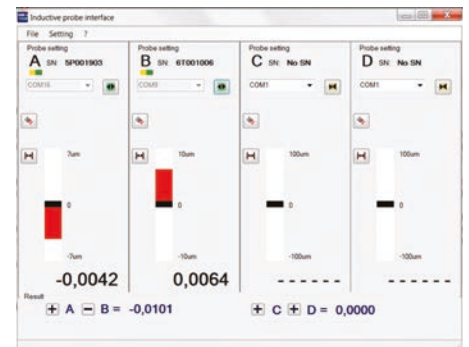 Inductive probe interface
File Setting ?
Probe setting
A SN: 5P001903
COM16
7um
0
-7um
-0,0042
Probe setting
B SN: 6T001006
COM9
10um
0
-10um
0,0064
Probe setting
C SN: No SN
COM1
100um
0
-100um
------
Probe setting
D SN: No SN
COM1
100um
0
-100um
------
Result
+ A - B = -0,0101
+ C + D = 0,0000